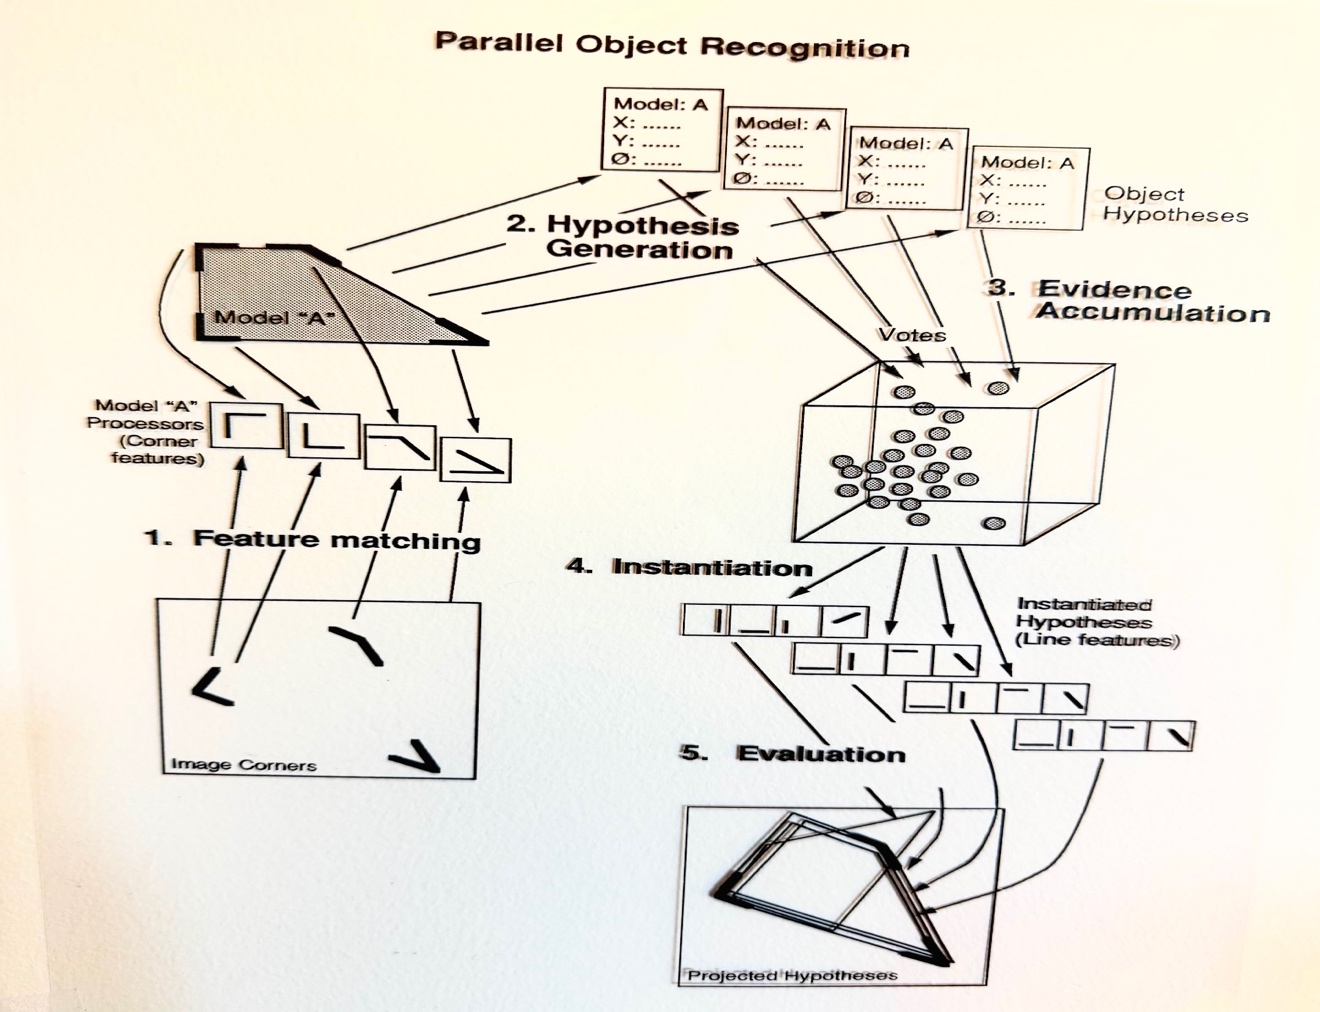 Parallel Object Recognition
Model: A
X: ......
Y: ......
Ø: ......
Model: A
X: ......
Y: ......
Ø: ......
Model: A
X: ......
Y: ......
Ø: ......
Model: A
X: ......
Y: ......
Ø: ......
Object
Hypotheses
2. Hypothesis
Generation
3. Evidence
Accumulation
Model "A"
Votes
Model "A"
Processors
(Corner
features)
1. Feature matching
4. Instantiation
Instantiated
Hypotheses
(Line features)
Image Corners
5. Evaluation
Projected Hypotheses